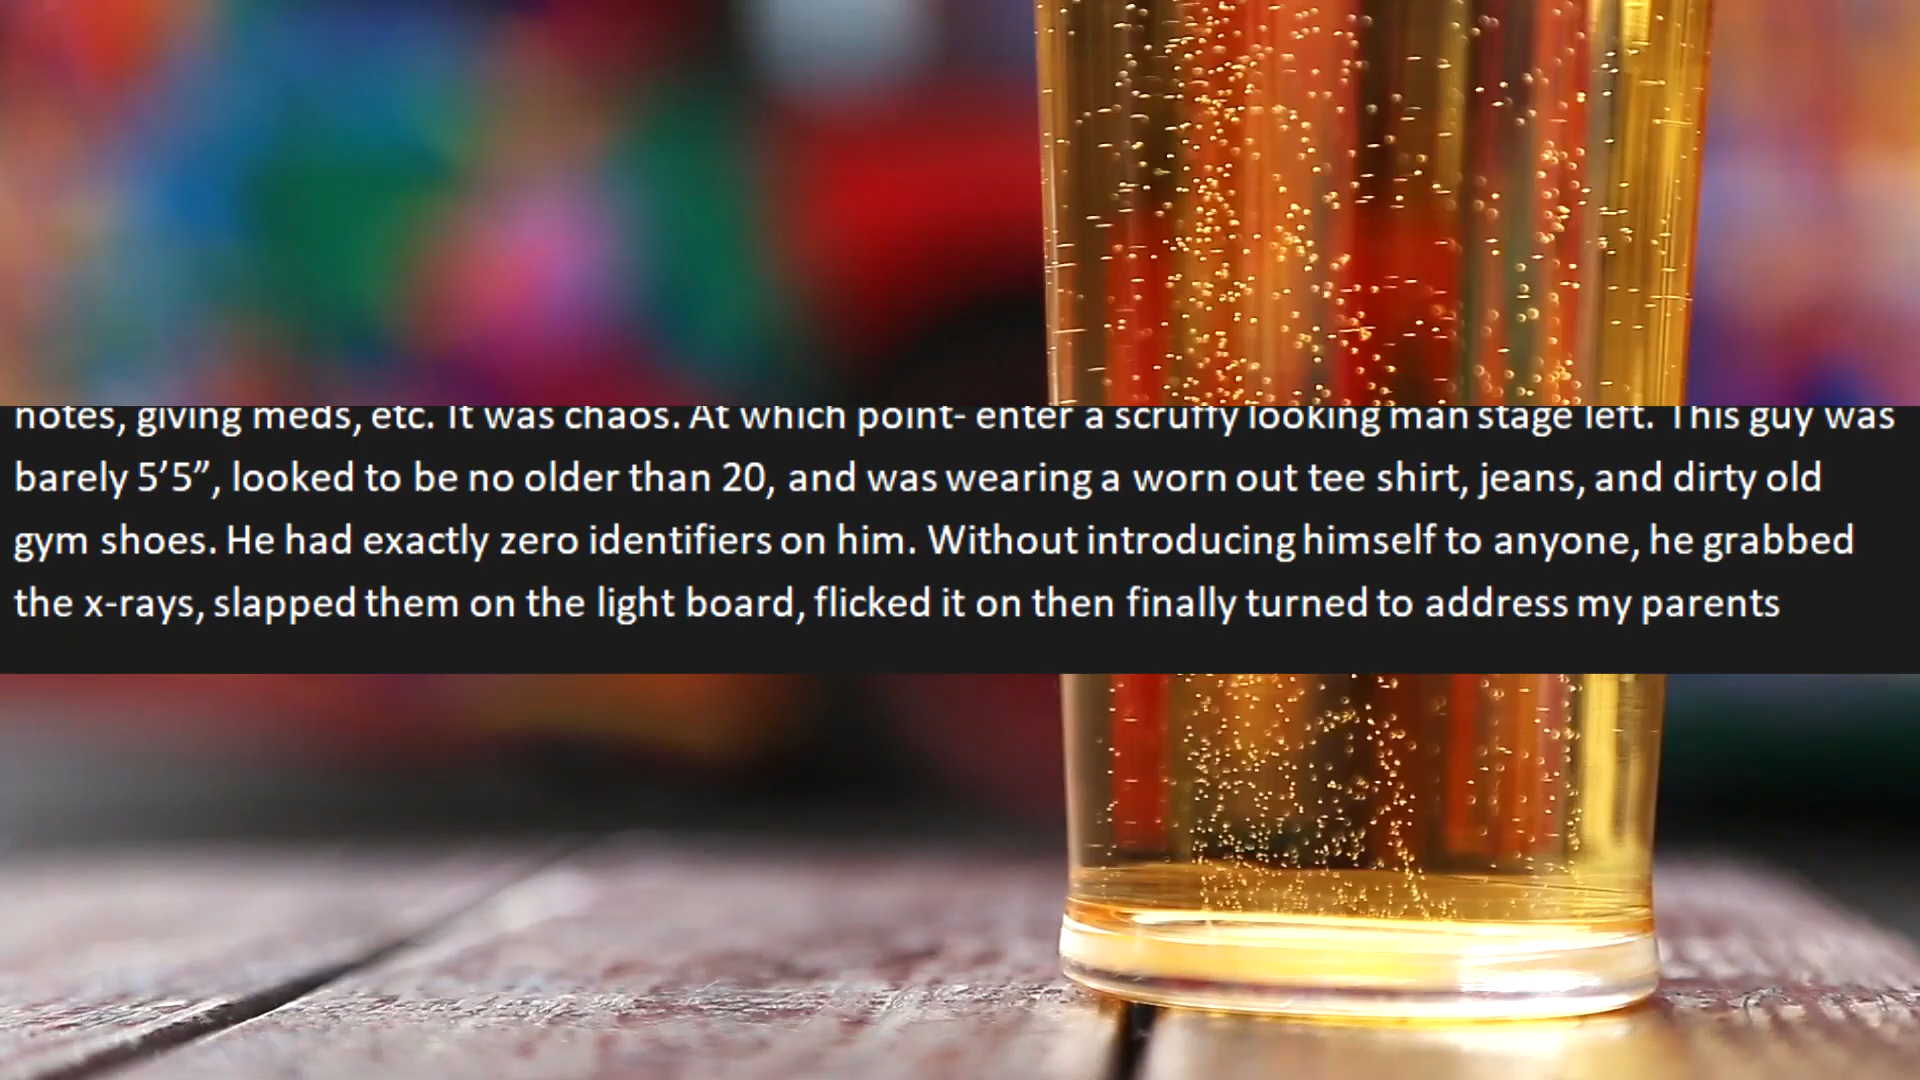 notes, giving meds, etc. It was chaos. At which point- enter a scruffy looking man stage left. This guy was
barely 5’5”, looked to be no older than 20, and was wearing a worn out tee shirt, jeans, and dirty old
gym shoes. He had exactly zero identifiers on him. Without introducing himself to anyone, he grabbed
the x-rays, slapped them on the light board, flicked it on then finally turned to address my parents